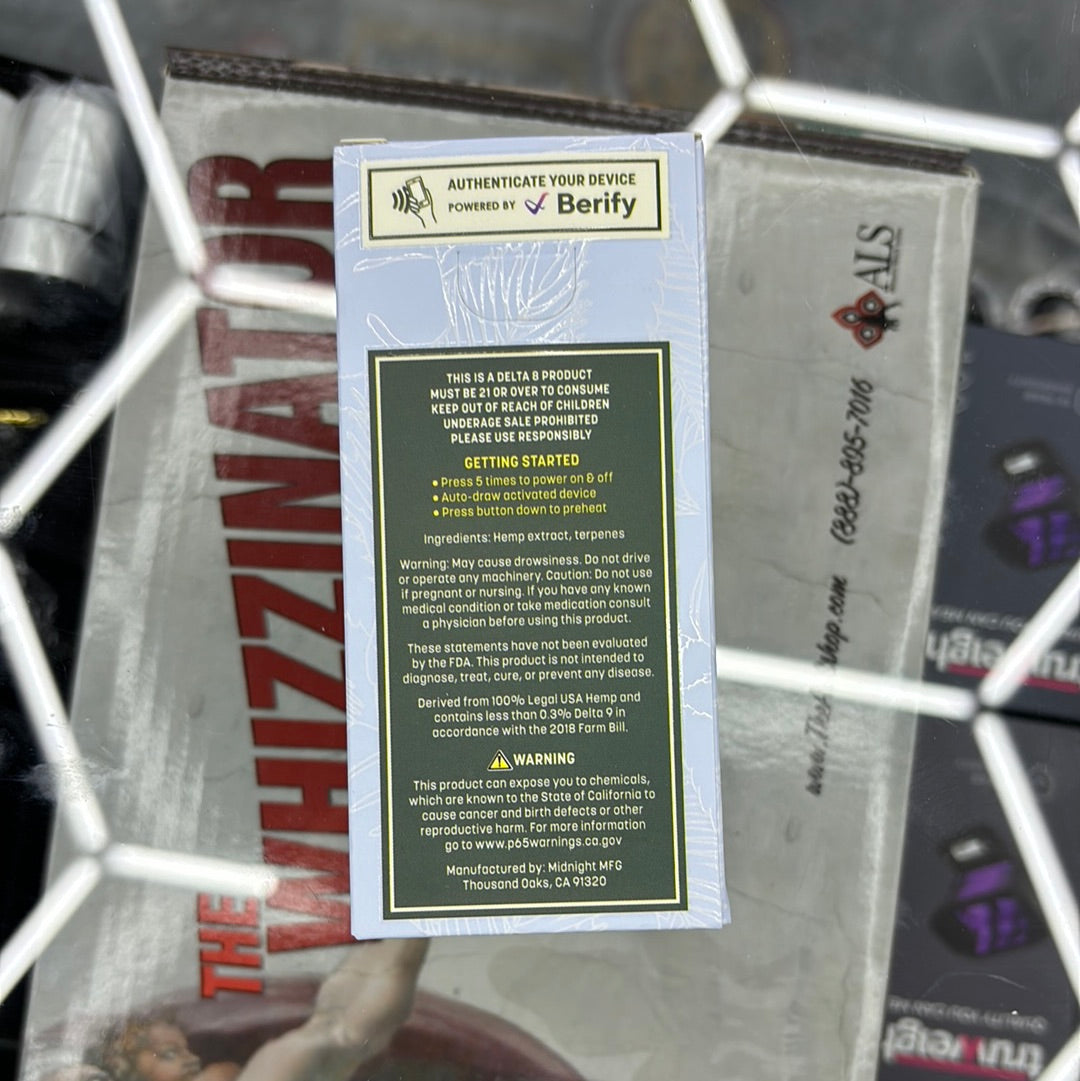 AUTHENTICATE YOUR DEVICE
POWERED BY Berify
THIS IS A DELTA 8 PRODUCT
MUST BE 21 OR OVER TO CONSUME
KEEP OUT OF REACH OF CHILDREN
UNDERAGE SALE PROHIBITED
PLEASE USE RESPONSIBLY
GETTING STARTED
• Press 5 times to power on & off
• Auto-draw activated device
• Press button down to preheat
Ingredients: Hemp extract, terpenes
Warning: May cause drowsiness. Do not drive
or operate any machinery. Caution: Do not use
if pregnant or nursing. If you have any known
medical condition or take medication consult
a physician before using this product.
These statements have not been evaluated
by the FDA. This product is not intended to
diagnose, treat, cure, or prevent any disease.
Derived from 100% Legal USA Hemp and
contains less than 0.3% Delta 9 in
accordance with the 2018 Farm Bill.
WARNING
This product can expose you to chemicals,
which are known to the State of California to
cause cancer and birth defects or other
reproductive harm. For more information
go to www.p65warnings.ca.gov
Manufactured by: Midnight MFG
Thousand Oaks, CA 91320
THE
WHIZZINATOR
ALS
(888)-805-7016
truweigh